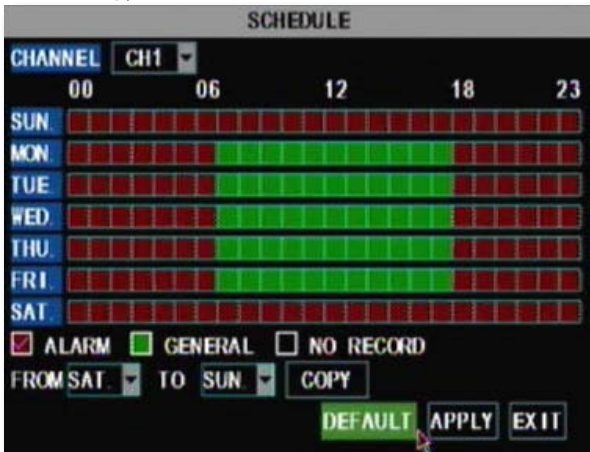 SCHEDULE
CHANNEL CH1
00 06 12 18 23
SUN.
MON.
TUE
WED.
THU.
FRI.
SAT.
ALARM GENERAL NO RECORD
FROM SAT. TO SUN. COPY
DEFAULT APPLY EXIT